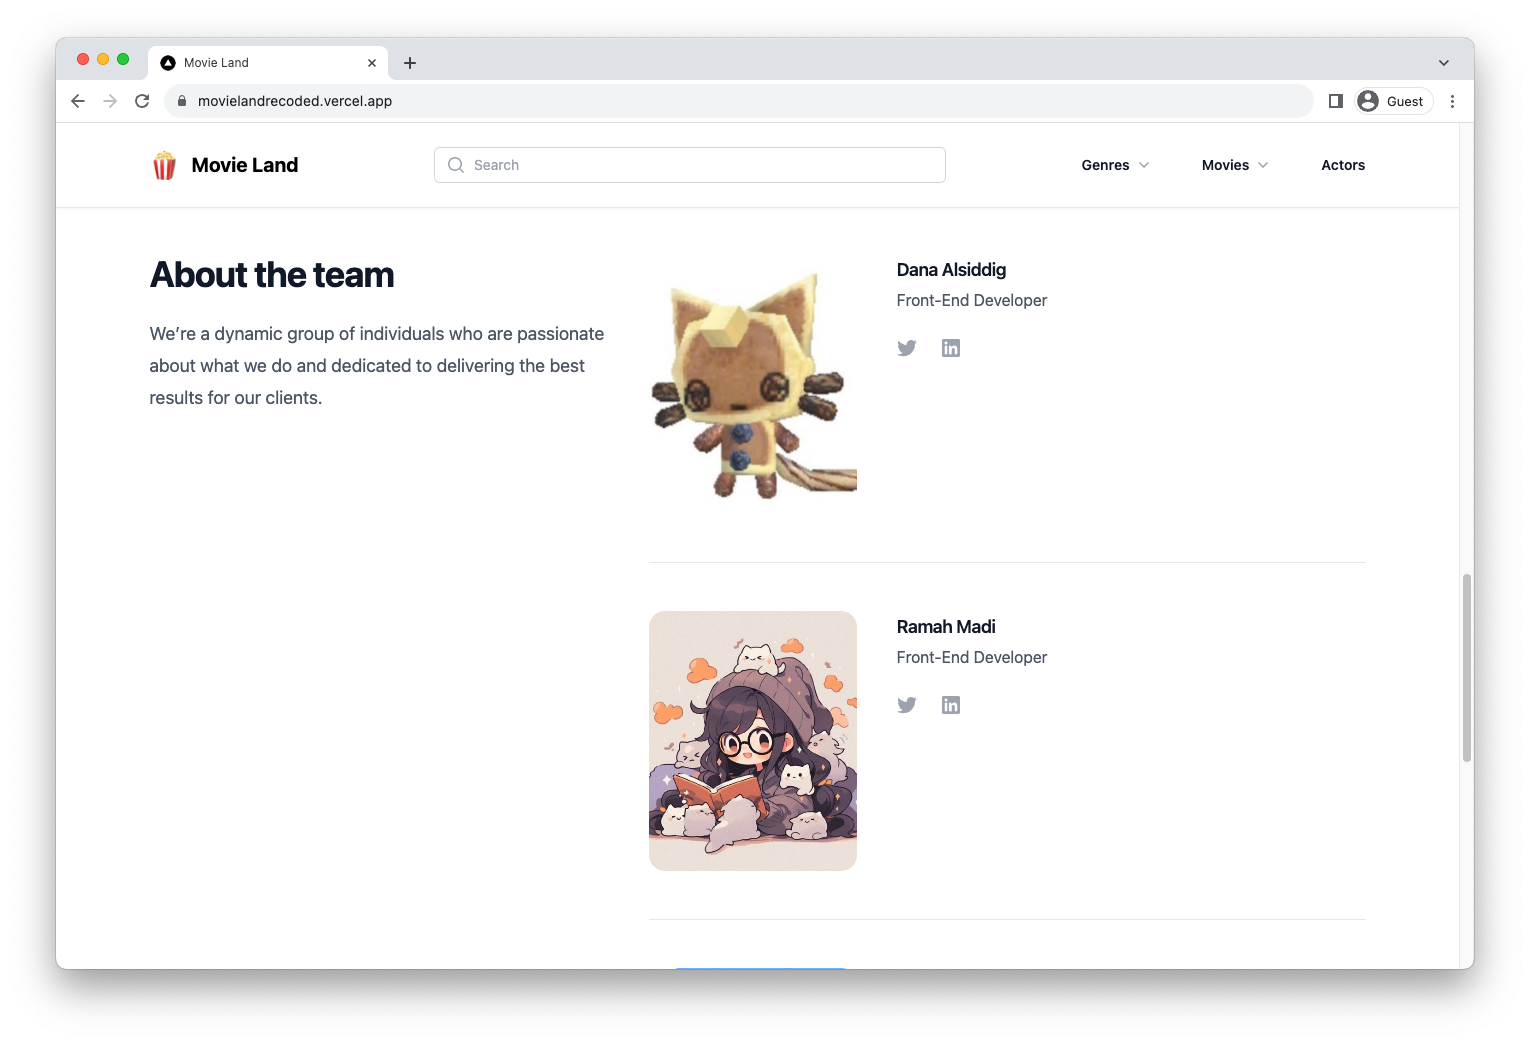 Movie Land
movielandrecoded.vercel.app
Guest
Movie Land
Search
Genres
Movies
Actors
About the team
We’re a dynamic group of individuals who are passionate
about what we do and dedicated to delivering the best
results for our clients.
Dana Alsiddig
Front-End Developer
in
Ramah Madi
Front-End Developer
in